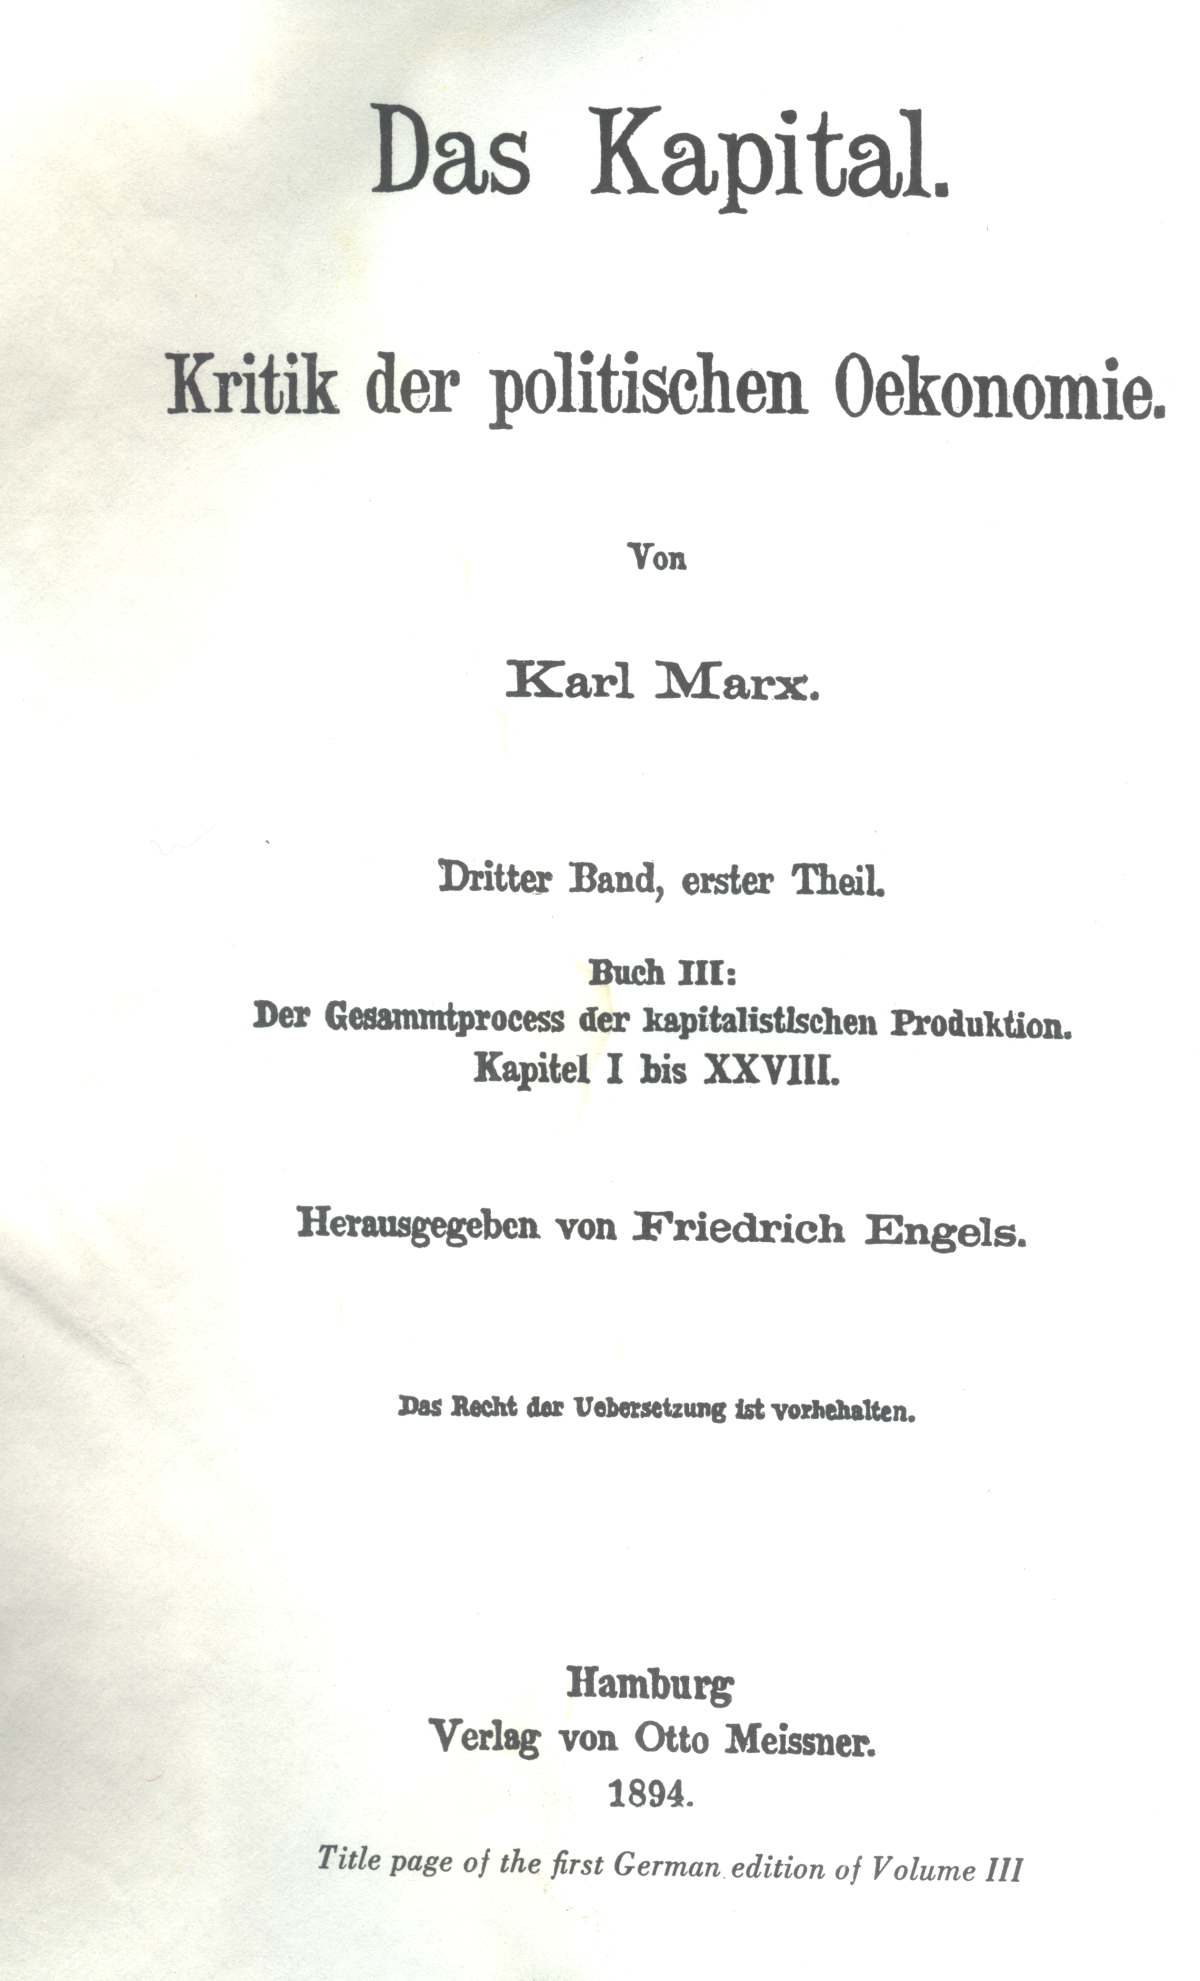 Das Kapital.
Kritik der politischen Oekonomie.
Von
Karl Marx.
Dritter Band, erster Theil.
Buch III:
Der Gesammtprocess der kapitalistischen Produktion.
Kapitel I bis XXVIII.
Herausgegeben von Friedrich Engels.
Das Recht der Uebersetzung ist vorbehalten.
Hamburg
Verlag von Otto Meissner.
1894.
Title page of the first German edition of Volume III